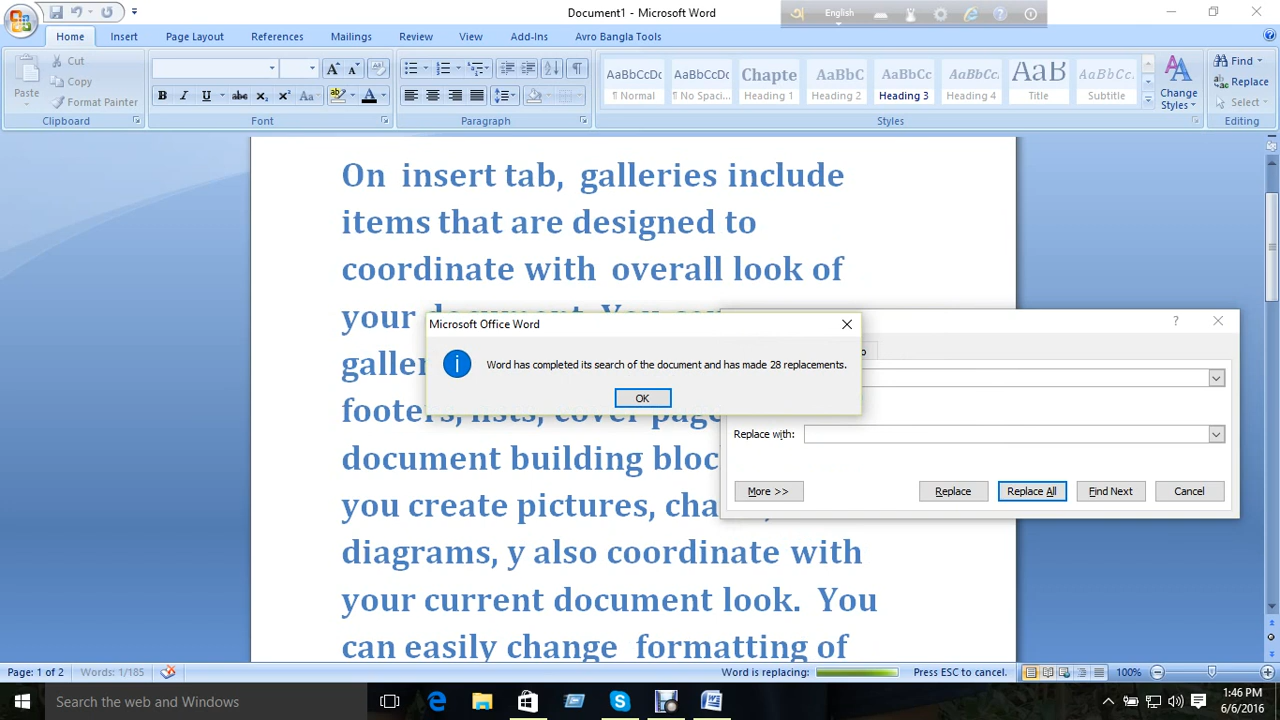 Document1 - Microsoft Word
English
Home Insert Page Layout References Mailings Review View Add-Ins Avro Bangla Tools
Paste
Cut
Copy
Format Painter
Clipboard
Font
Paragraph
AaBbCcDc AaBbCcDc Chapte AaBbC AaBbCc AaBbCc. AaB AaBbCc.
¶ Normal ¶ No Spaci... Heading 1 Heading 2 Heading 3 Heading 4 Title Subtitle
Change
Styles
Styles
Find
Replace
Select
Editing
On insert tab, galleries include
items that are designed to
coordinate with overall look of
your
galler
footers, lists, cover page
document building bloc
you create pictures, cha
diagrams, y also coordinate with
your current document look. You
can easily change formatting of
Microsoft Office Word
Word has completed its search of the document and has made 28 replacements.
OK
Replace with:
More >> Replace Replace All Find Next Cancel
Page: 1 of 2 Words: 1/185 Word is replacing: Press ESC to cancel. 100%
Search the web and Windows
1:46 PM
6/6/2016